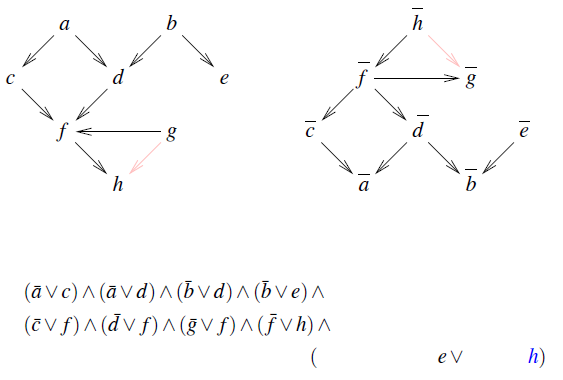 a b h̄
c d e f̄ ḡ
f g c̄ d̄ ē
h ā b̄
(ā ∨ c) ∧ (ā ∨ d) ∧ (b̄ ∨ d) ∧ (b̄ ∨ e) ∧
(c̄ ∨ f) ∧ (d̄ ∨ f) ∧ (ḡ ∨ f) ∧ (f̄ ∨ h) ∧
( e ∨ h)